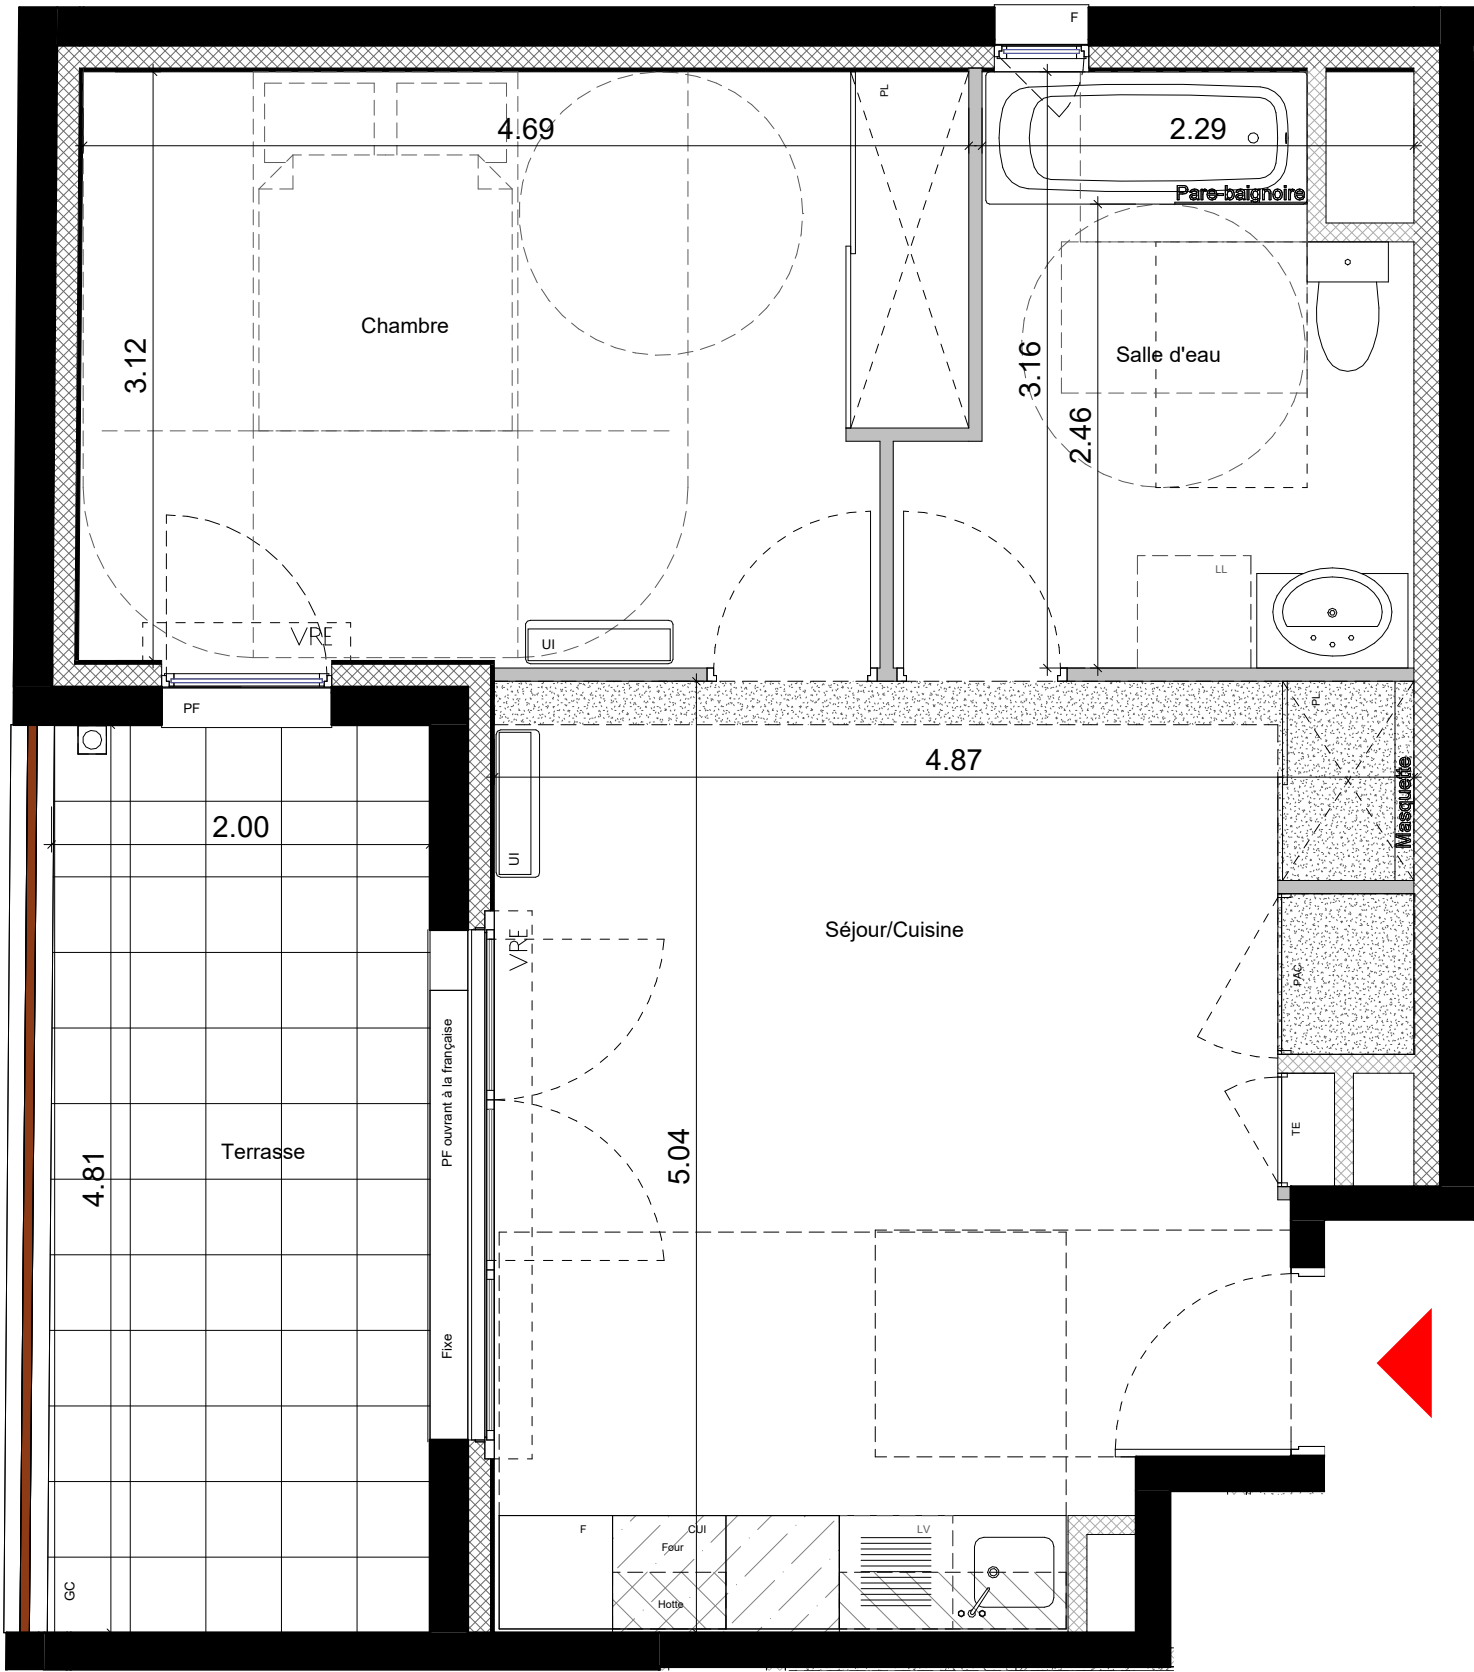 F
PL
4.69
2.29
Pare-baignoire
Chambre
3.12
3.16
Salle d'eau
2.46
LL
VRE
UI
PF
PL
4.87
Masquette
2.00
UI
VRE
Séjour/Cuisine
PAC
PF ouvrant à la française
TE
Terrasse
5.04
4.81
Fixe
F
CUI
LV
Four
GC
Hotte